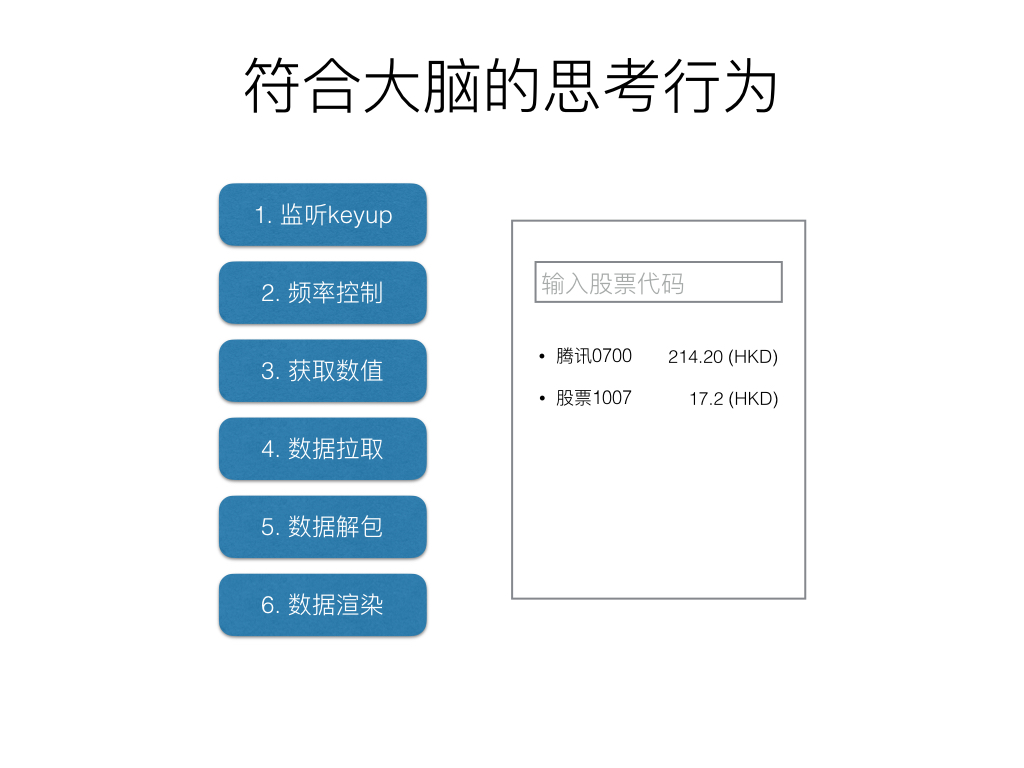 符合大脑的思考行为
1. 监听keyup
2. 频率控制
3. 获取数值
4. 数据拉取
5. 数据解包
6. 数据渲染
输入股票代码
• 腾讯0700 214.20 (HKD)
• 股票1007 17.2 (HKD)